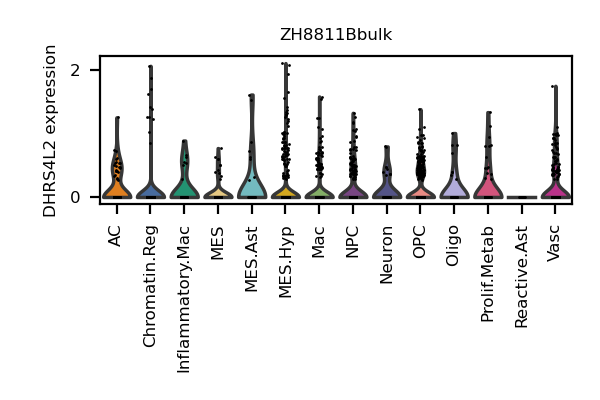 ZH8811Bbulk
DHRS4L2 expression
2
0
AC
Chromatin.Reg
Inflammatory.Mac
MES
MES.Ast
MES.Hyp
Mac
NPC
Neuron
OPC
Oligo
Prolif.Metab
Reactive.Ast
Vasc